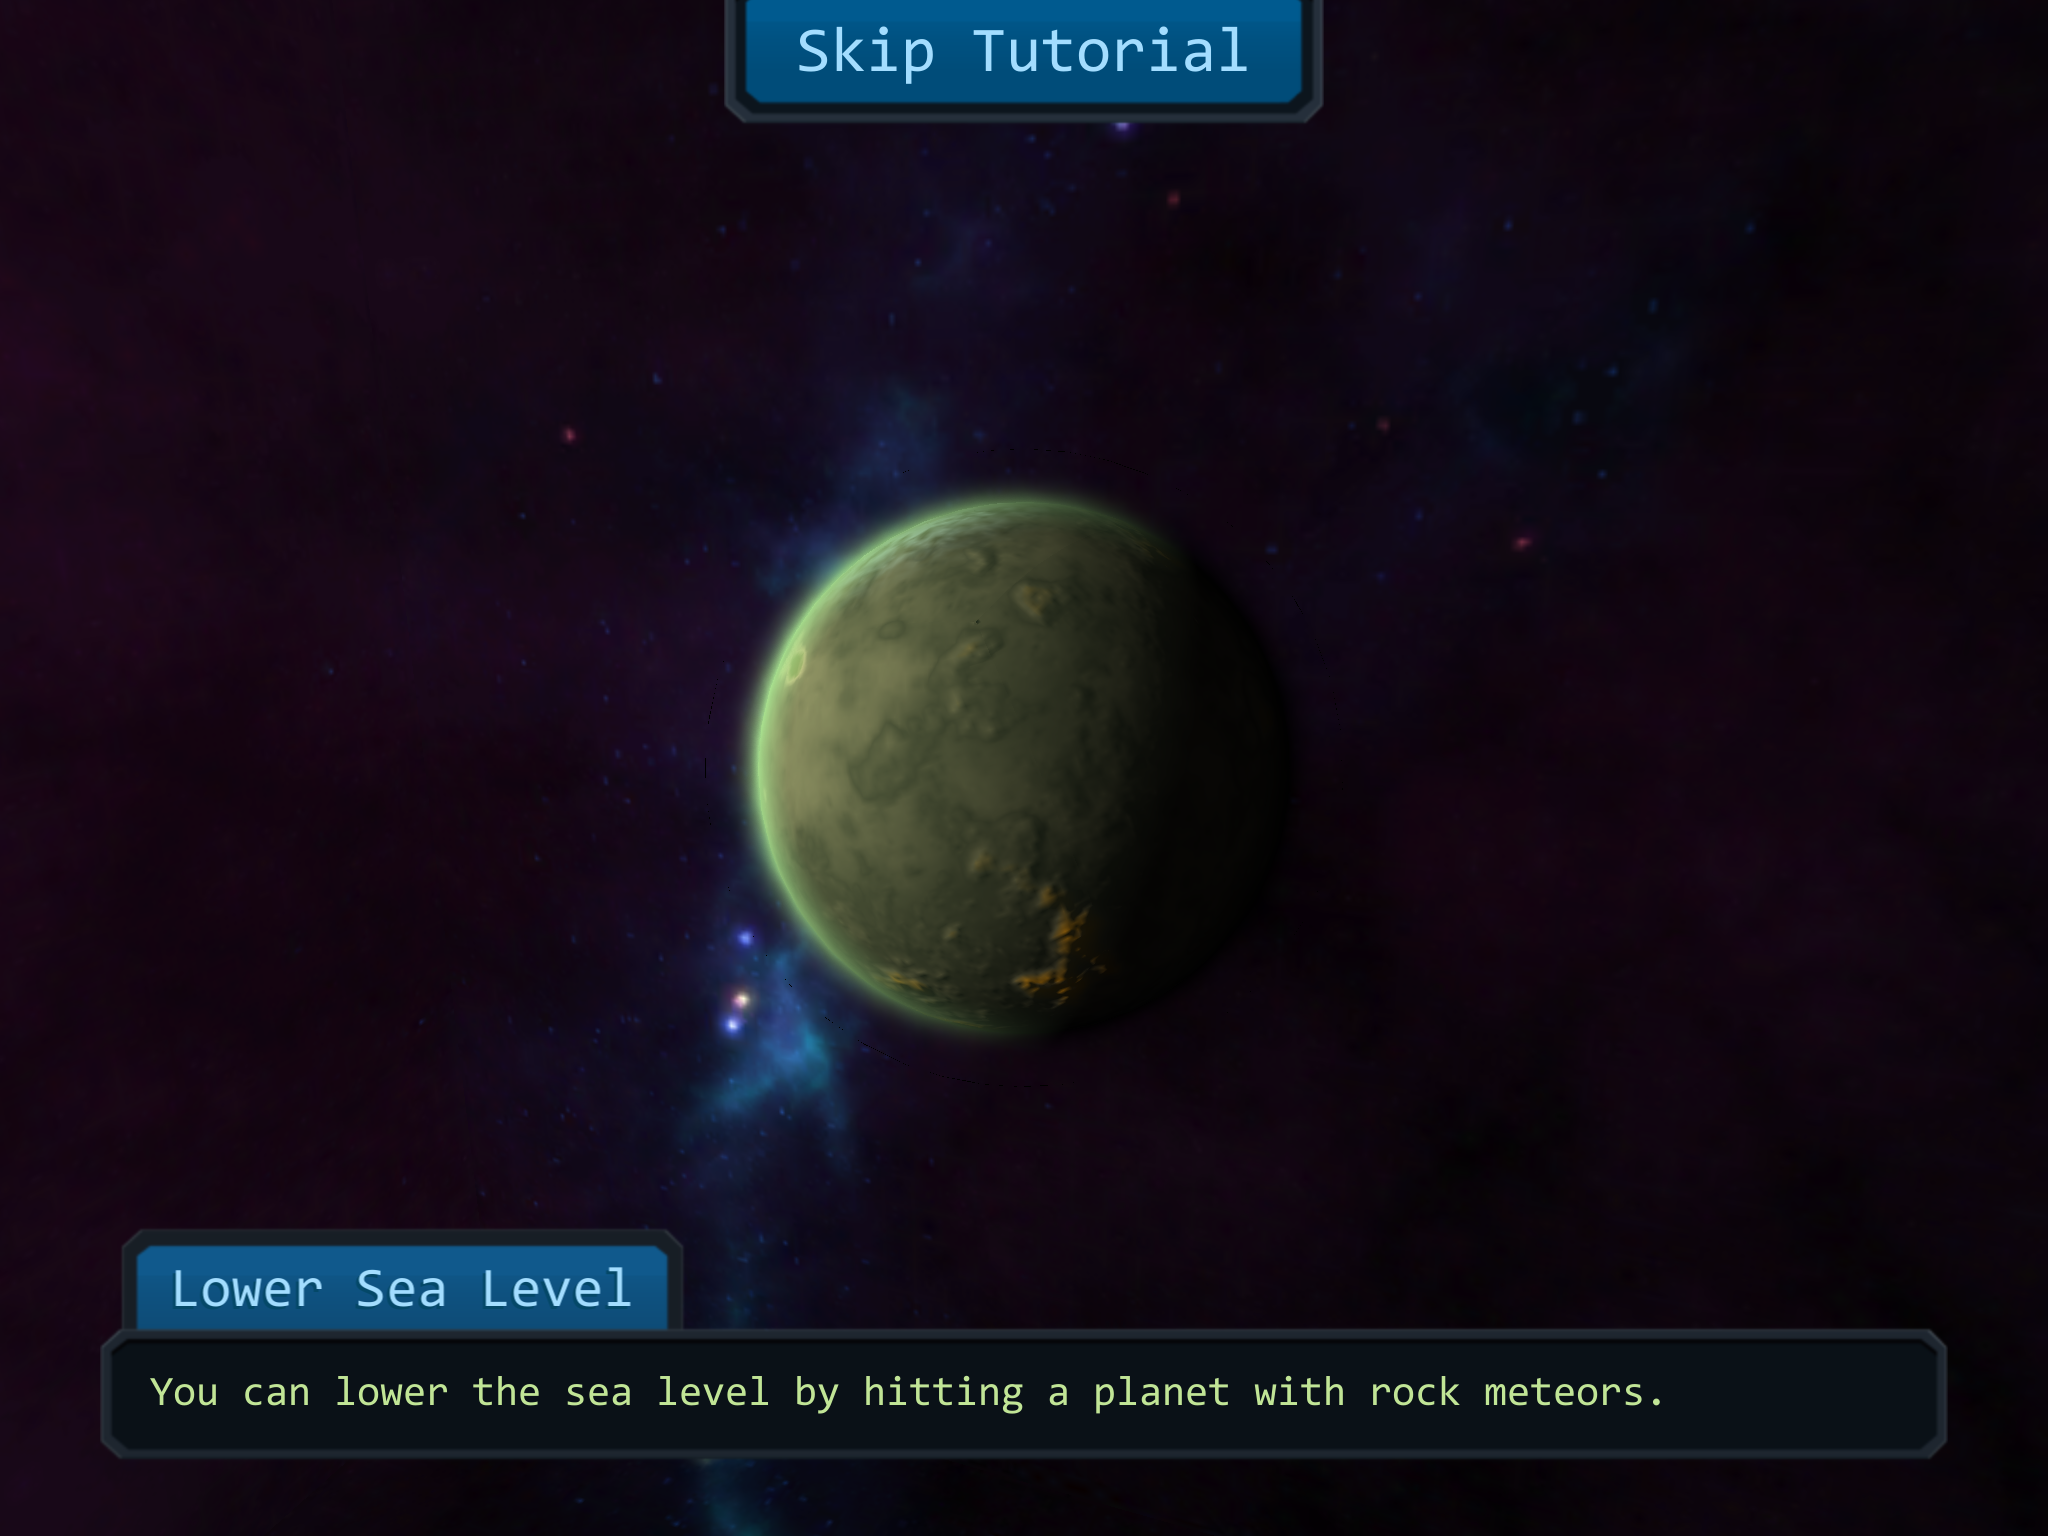 Skip Tutorial
Lower Sea Level
You can lower the sea level by hitting a planet with rock meteors.